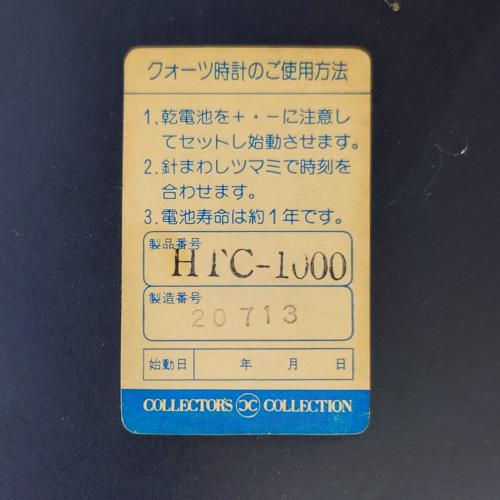 クォーツ時計のご使用方法
1. 乾電池を＋・－に注意し
てセットし始動させます。
2. 針まわしツマミで時刻を
合わせます。
3. 電池寿命は約1年です。
製品番号
HTC-1000
製造番号
20713
始動日 年 月 日
COLLECTOR'S CC COLLECTION